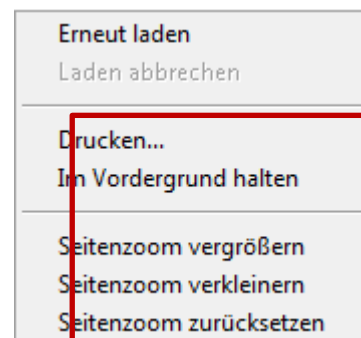 Erneut laden
Laden abbrechen
Drucken...
Im Vordergrund halten
Seitenzoom vergrößern
Seitenzoom verkleinern
Seitenzoom zurücksetzen